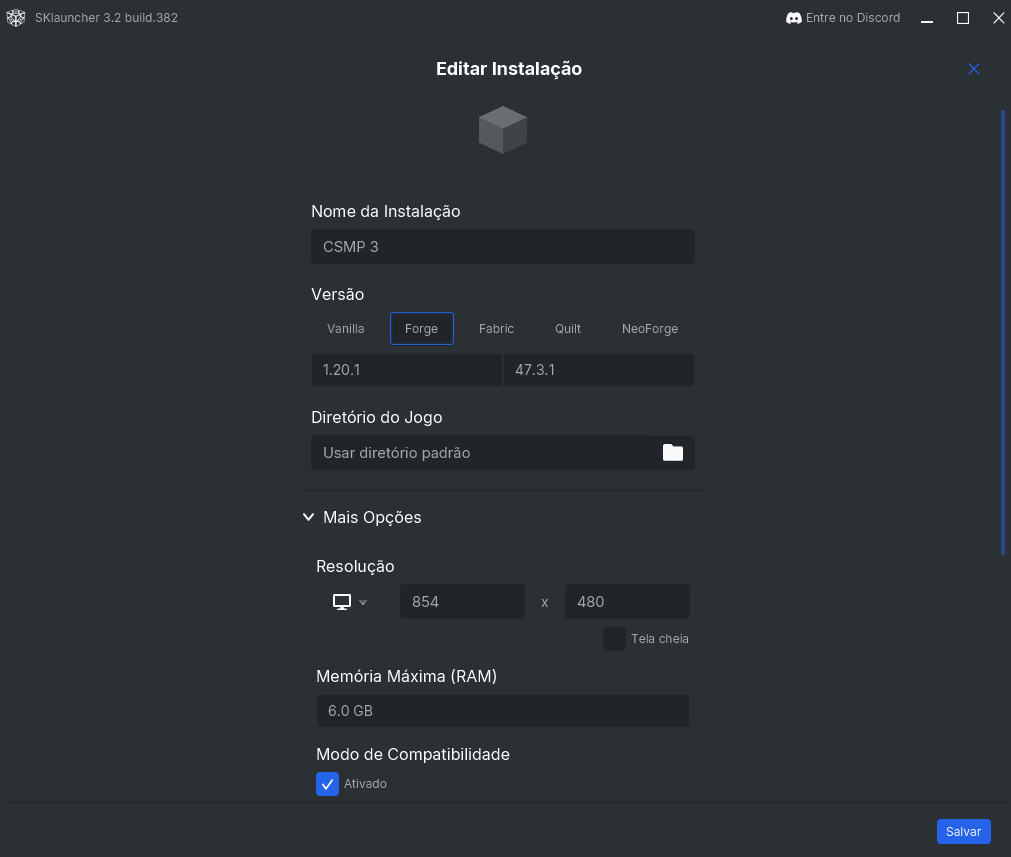 SKlauncher 3.2 build.382
Entre no Discord
Editar Instalação
Nome da Instalação
CSMP 3
Versão
Vanilla Forge Fabric Quilt NeoForge
1.20.1 47.3.1
Diretório do Jogo
Usar diretório padrão
Mais Opções
Resolução
854 x 480
Tela cheia
Memória Máxima (RAM)
6.0 GB
Modo de Compatibilidade
Ativado
Salvar